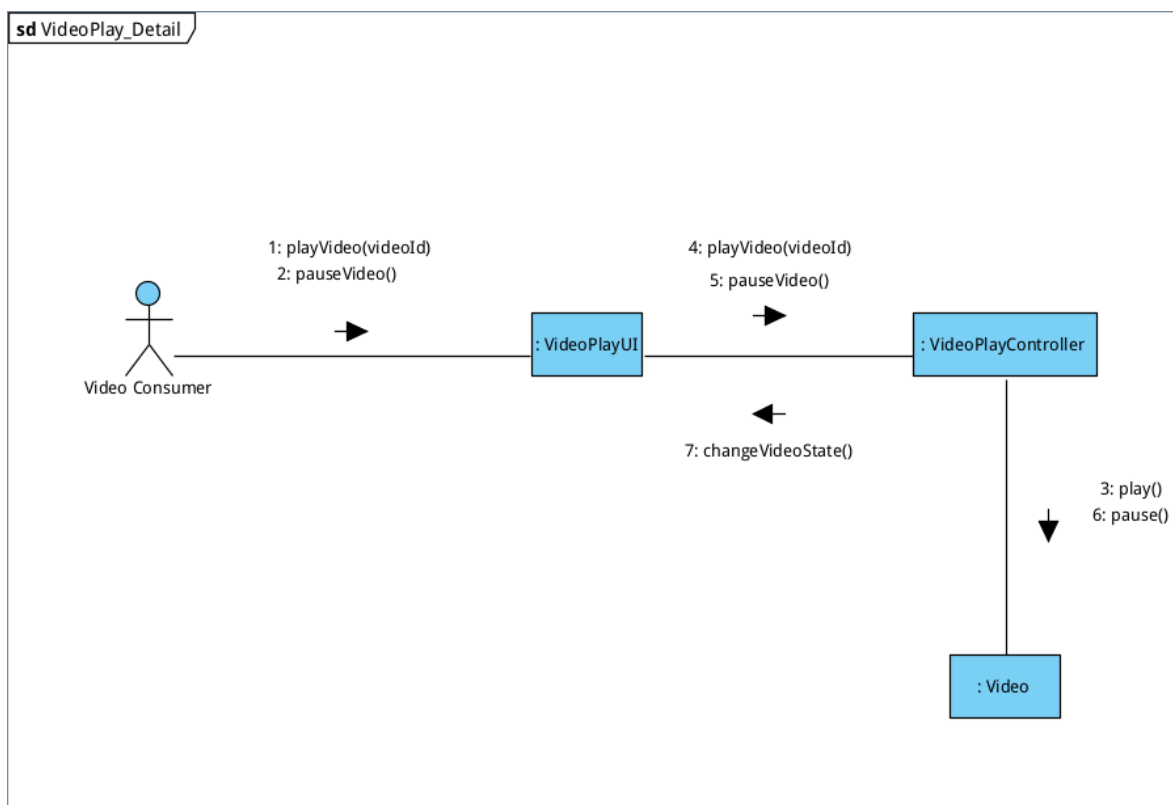 sd VideoPlay_Detail
1: playVideo(videoId)
2: pauseVideo()
4: playVideo(videoId)
5: pauseVideo()
: VideoPlayUI
: VideoPlayController
Video Consumer
7: changeVideoState()
3: play()
6: pause()
: Video